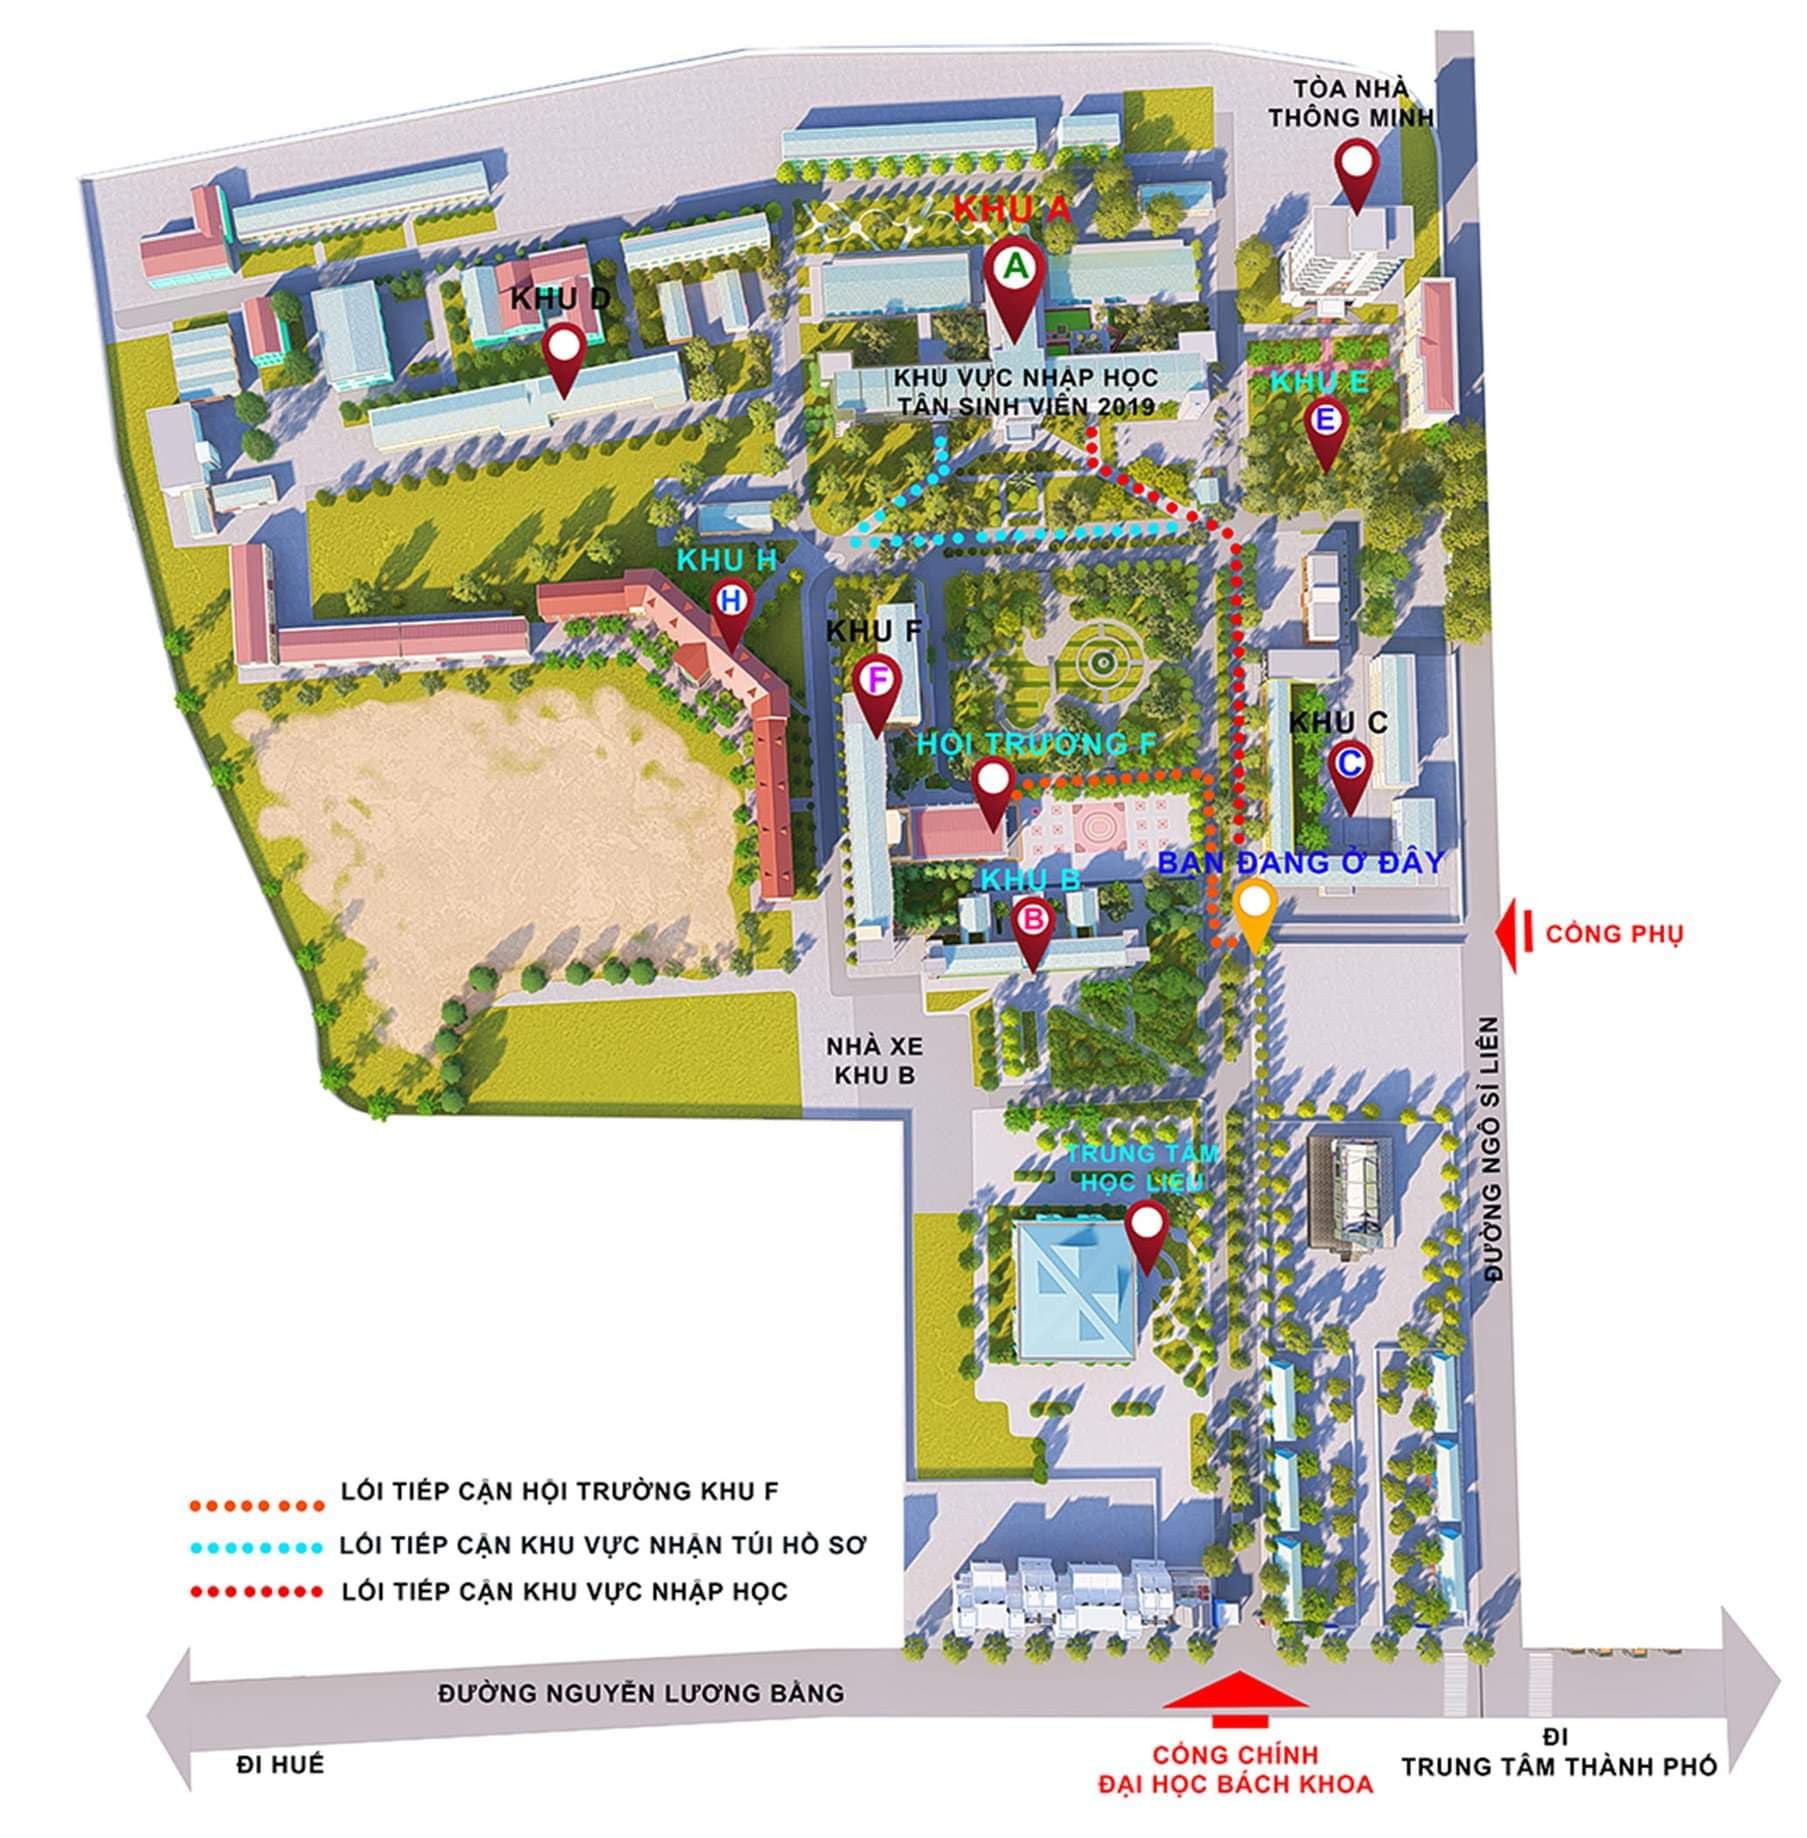 TÒA NHÀ
THÔNG MINH
KHU A
A
KHU D
KHU VỰC NHẬP HỌC
TÂN SINH VIÊN 2019
KHU E
E
KHU H
H
KHU F
F
KHU C
C
HỘI TRƯỜNG F
BẠN ĐANG Ở ĐÂY
KHU B
B
CỔNG PHỤ
NHÀ XE
KHU B
ĐƯỜNG NGÔ SĨ LIÊN
TRUNG TÂM
HỌC LIỆU
LỐI TIẾP CẬN HỘI TRƯỜNG KHU F
LỐI TIẾP CẬN KHU VỰC NHẬN TÚI HỒ SƠ
LỐI TIẾP CẬN KHU VỰC NHẬP HỌC
ĐƯỜNG NGUYỄN LƯƠNG BẰNG
ĐI HUẾ
CỔNG CHÍNH
ĐẠI HỌC BÁCH KHOA
ĐI
TRUNG TÂM THÀNH PHỐ